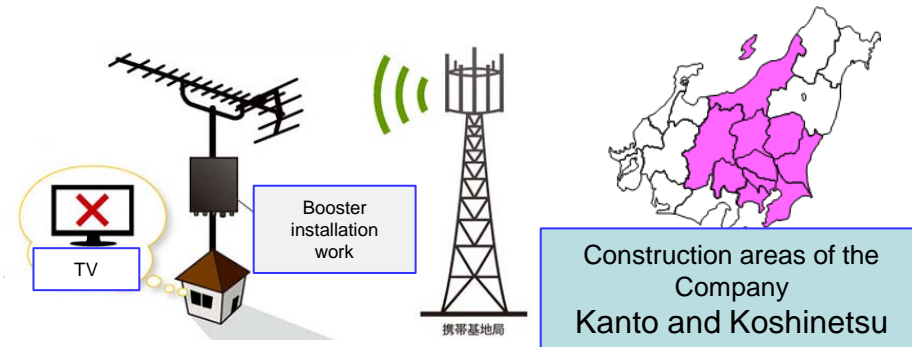 TV
Booster
installation
work
携帯基地局
Construction areas of the
Company
Kanto and Koshinetsu